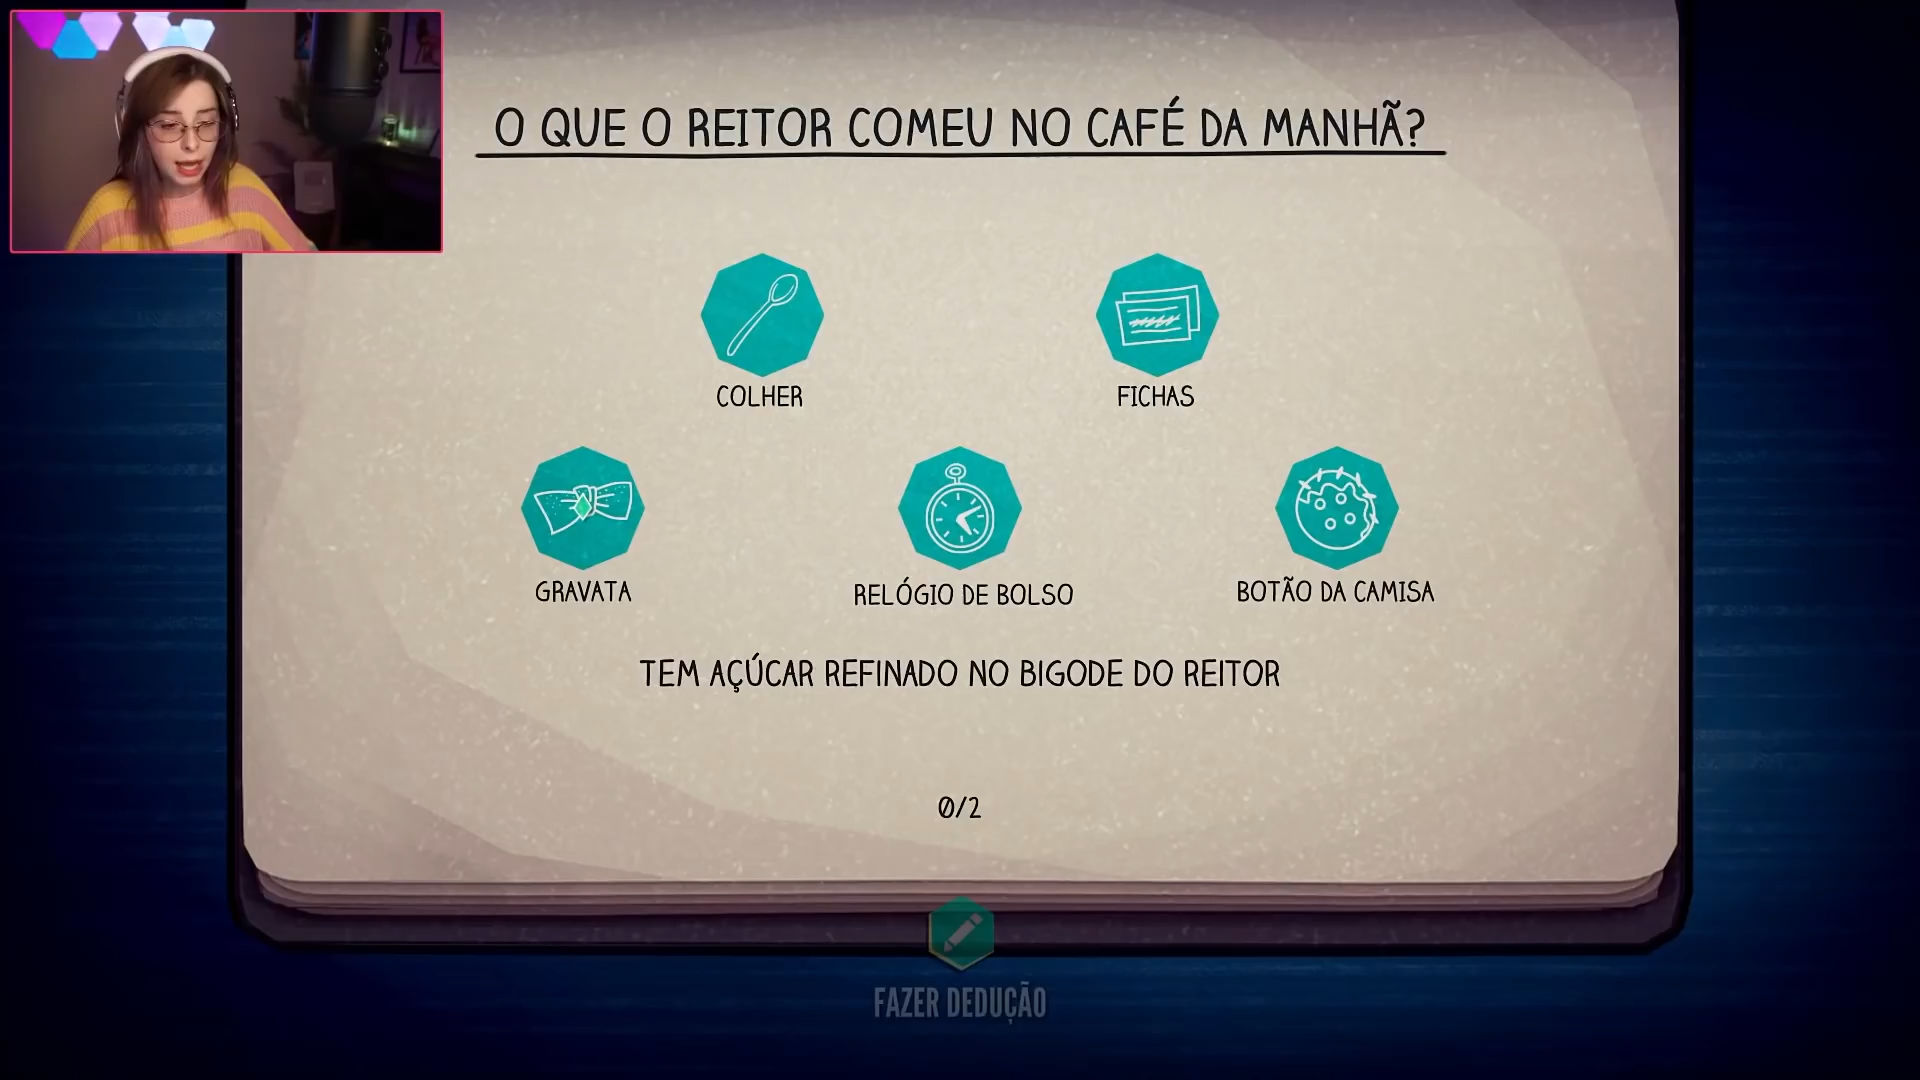 O QUE O REITOR COMEU NO CAFÉ DA MANHÃ?
COLHER
FICHAS
GRAVATA
RELÓGIO DE BOLSO
BOTÃO DA CAMISA
TEM AÇÚCAR REFINADO NO BIGODE DO REITOR
0/2
FAZER DEDUÇÃO